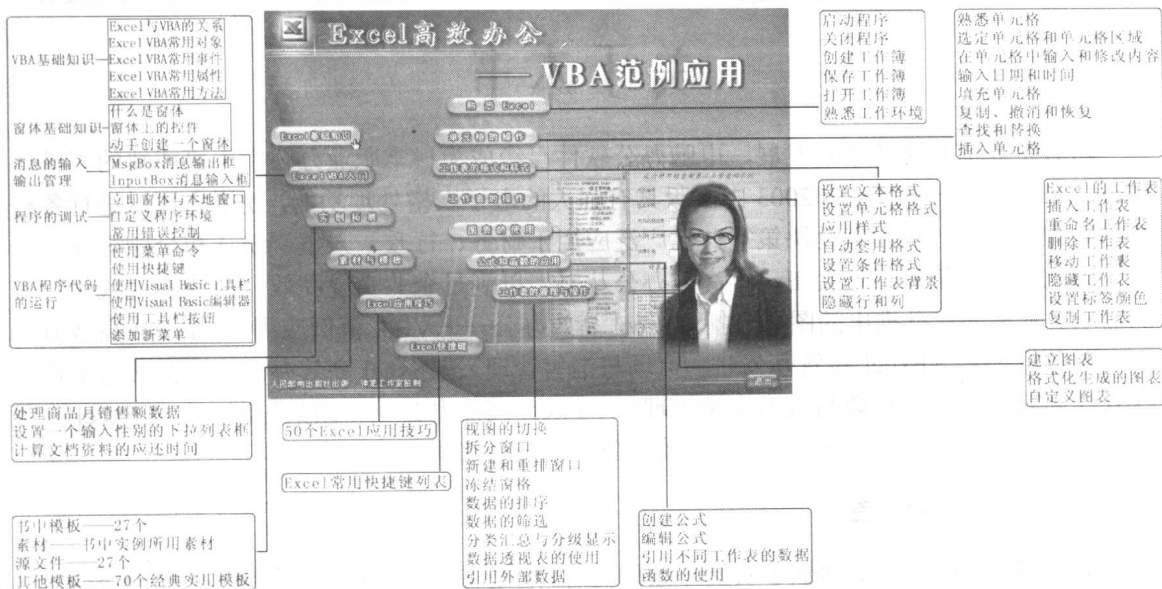 Excel与VBA的关系
Excel VBA常用对象
VBA基础知识
Excel VBA常用事件
Excel VBA常用属性
Excel VBA常用方法
什么是窗体
窗体基础知识
窗体上的控件
动手创建一个窗体
消息的输入
输出管理
MsgBox消息输出框
InputBox消息输入框
立即窗体与本地窗口
程序的调试
自定义程序环境
常用错误控制
使用菜单命令
使用快捷键
VBA程序代码
的运行
使用Visual Basic工具栏
使用Visual Basic编辑器
使用工具栏按钮
添加新菜单
Excel高效办公
VBA范例应用
熟悉 Excel
单元格的操作
工作表的格式和样式
工作表的操作
图表的使用
公式和函数的应用
工作表的管理与操作
Excel基础知识
Excel VBA入门
实例拓展
素材与模板
Excel应用技巧
Excel快捷键
人民邮电出版社出版
退出
启动程序
关闭程序
创建工作簿
保存工作簿
打开工作簿
熟悉工作环境
熟悉单元格
选定单元格和单元格区域
在单元格中输入和修改内容
输入日期和时间
填充单元格
复制、撤消和恢复
查找和替换
插入单元格
设置文本格式
设置单元格格式
应用样式
自动套用格式
设置条件格式
设置工作表背景
隐藏行和列
Excel的工作表
插入工作表
重命名工作表
删除工作表
移动工作表
隐藏工作表
设置标签颜色
复制工作表
建立图表
格式化生成的图表
自定义图表
处理商品月销售额数据
设置一个输入性别的下拉列表框
计算文档资料的应还时间
50个Excel应用技巧
Excel常用快捷键列表
视图的切换
拆分窗口
新建和重排窗口
冻结窗格
数据的排序
数据的筛选
分类汇总与分级显示
数据透视表的使用
引用外部数据
创建公式
编辑公式
引用不同工作表的数据
函数的使用
书中模板——27个
素材——书中实例所用素材
源文件——27个
其他模板——70个经典实用模板